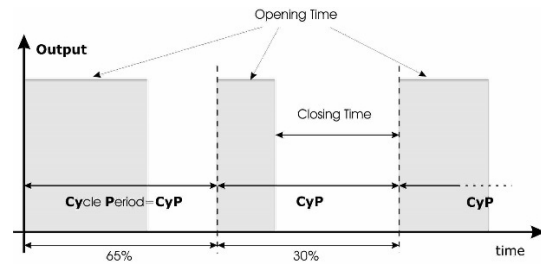 Opening Time
Output
Closing Time
Cycle Period=CyP
CyP
CyP
time
65%
30%